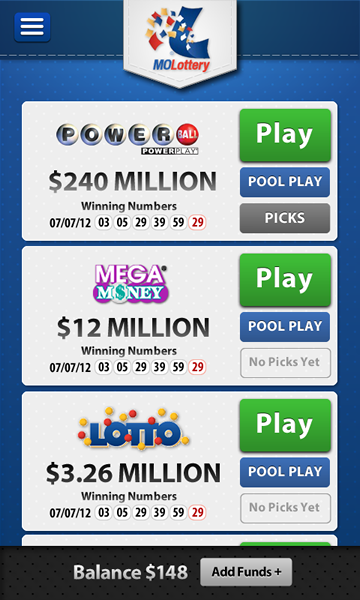 MOLottery
POWERBALL
POWERPLAY
$240 MILLION
Winning Numbers
07/07/12 03 05 29 39 59 29
Play
POOL PLAY
PICKS
MEGA
MONEY
$12 MILLION
Winning Numbers
07/07/12 03 05 29 39 59 29
Play
POOL PLAY
No Picks Yet
LOTTO
$3.26 MILLION
Winning Numbers
07/07/12 03 05 29 39 59 29
Play
POOL PLAY
No Picks Yet
Balance $148
Add Funds +